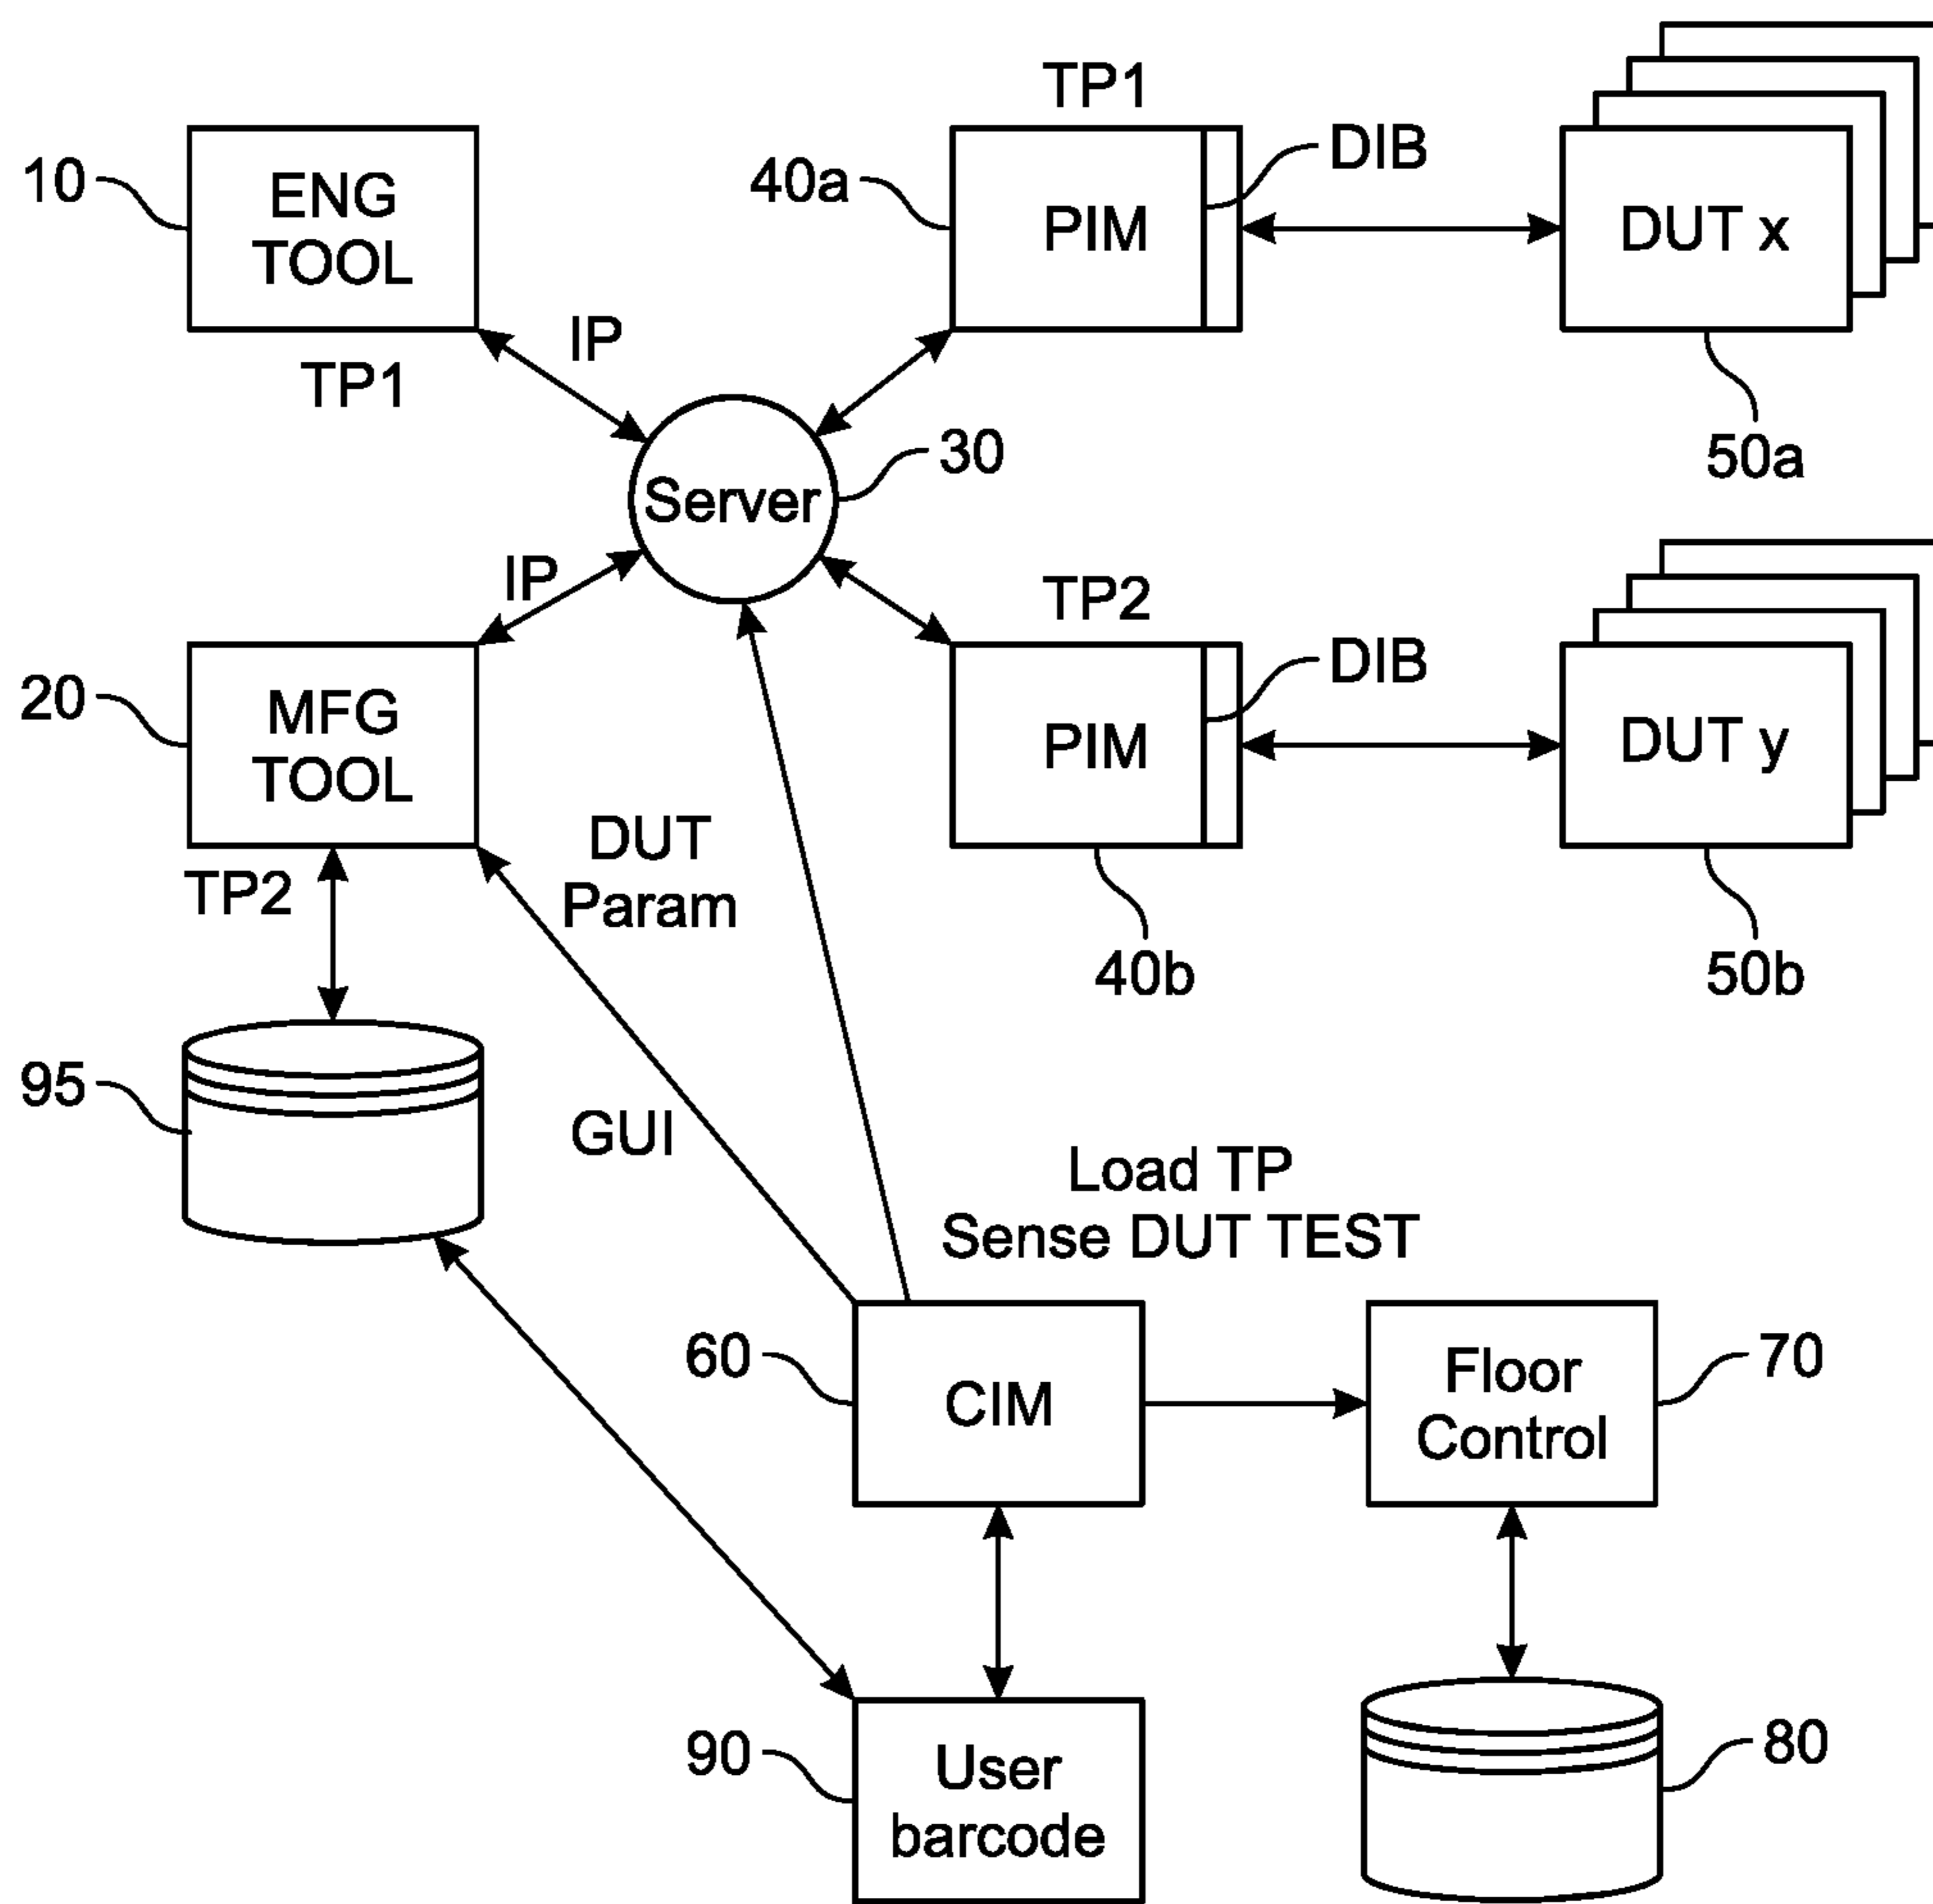 TP1
DIB
10
ENG
TOOL
40a
PIM
DUT x
IP
TP1
30
50a
Server
IP
TP2
DIB
20
MFG
TOOL
PIM
DUT y
DUT
Param
TP2
40b
50b
95
GUI
Load TP
Sense DUT TEST
60
CIM
Floor
Control
70
90
User
barcode
80